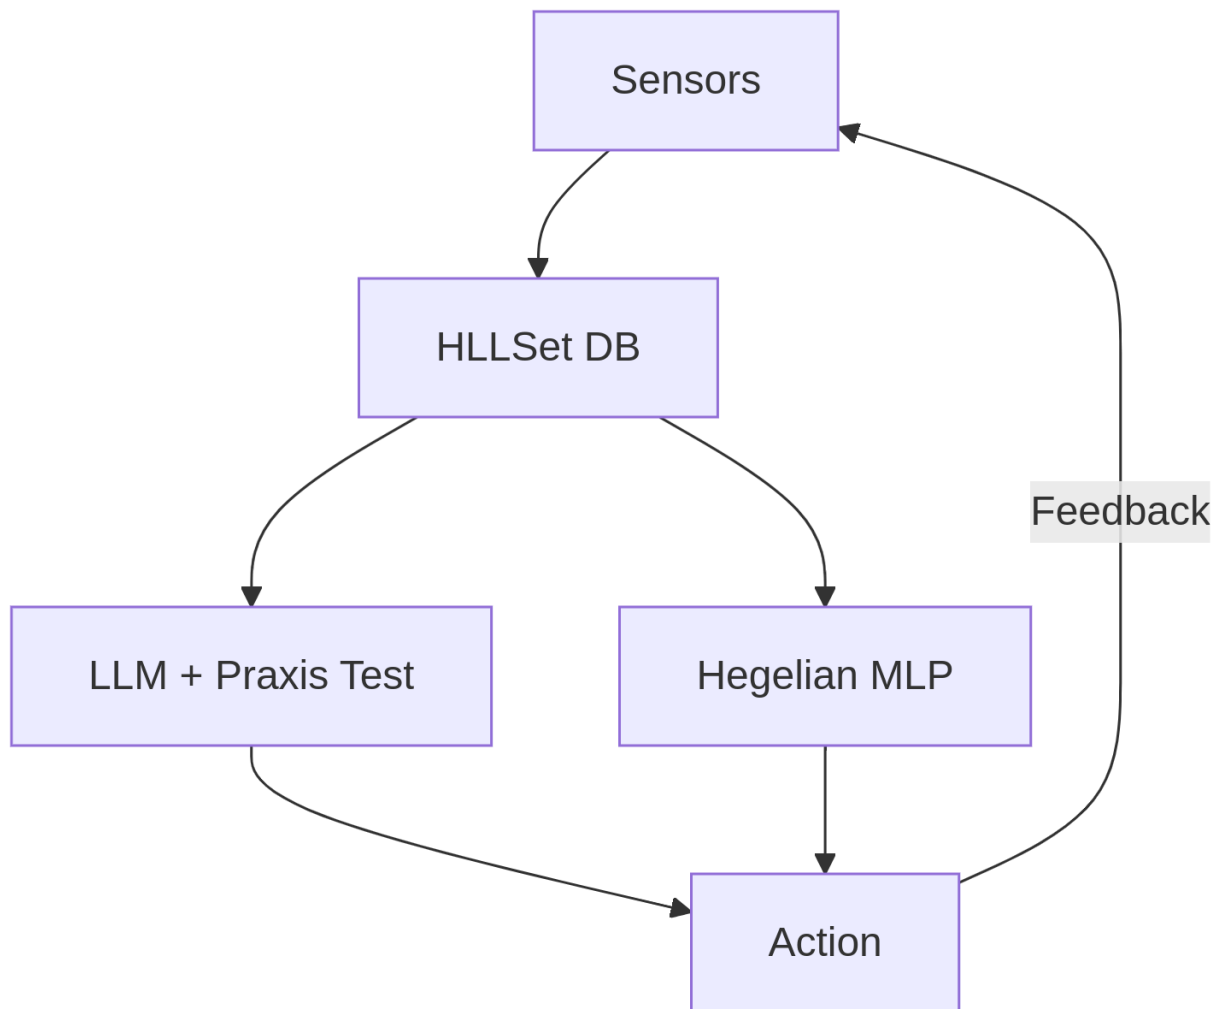 Sensors
HLLSet DB
Feedback
LLM + Praxis Test
Hegelian MLP
Action